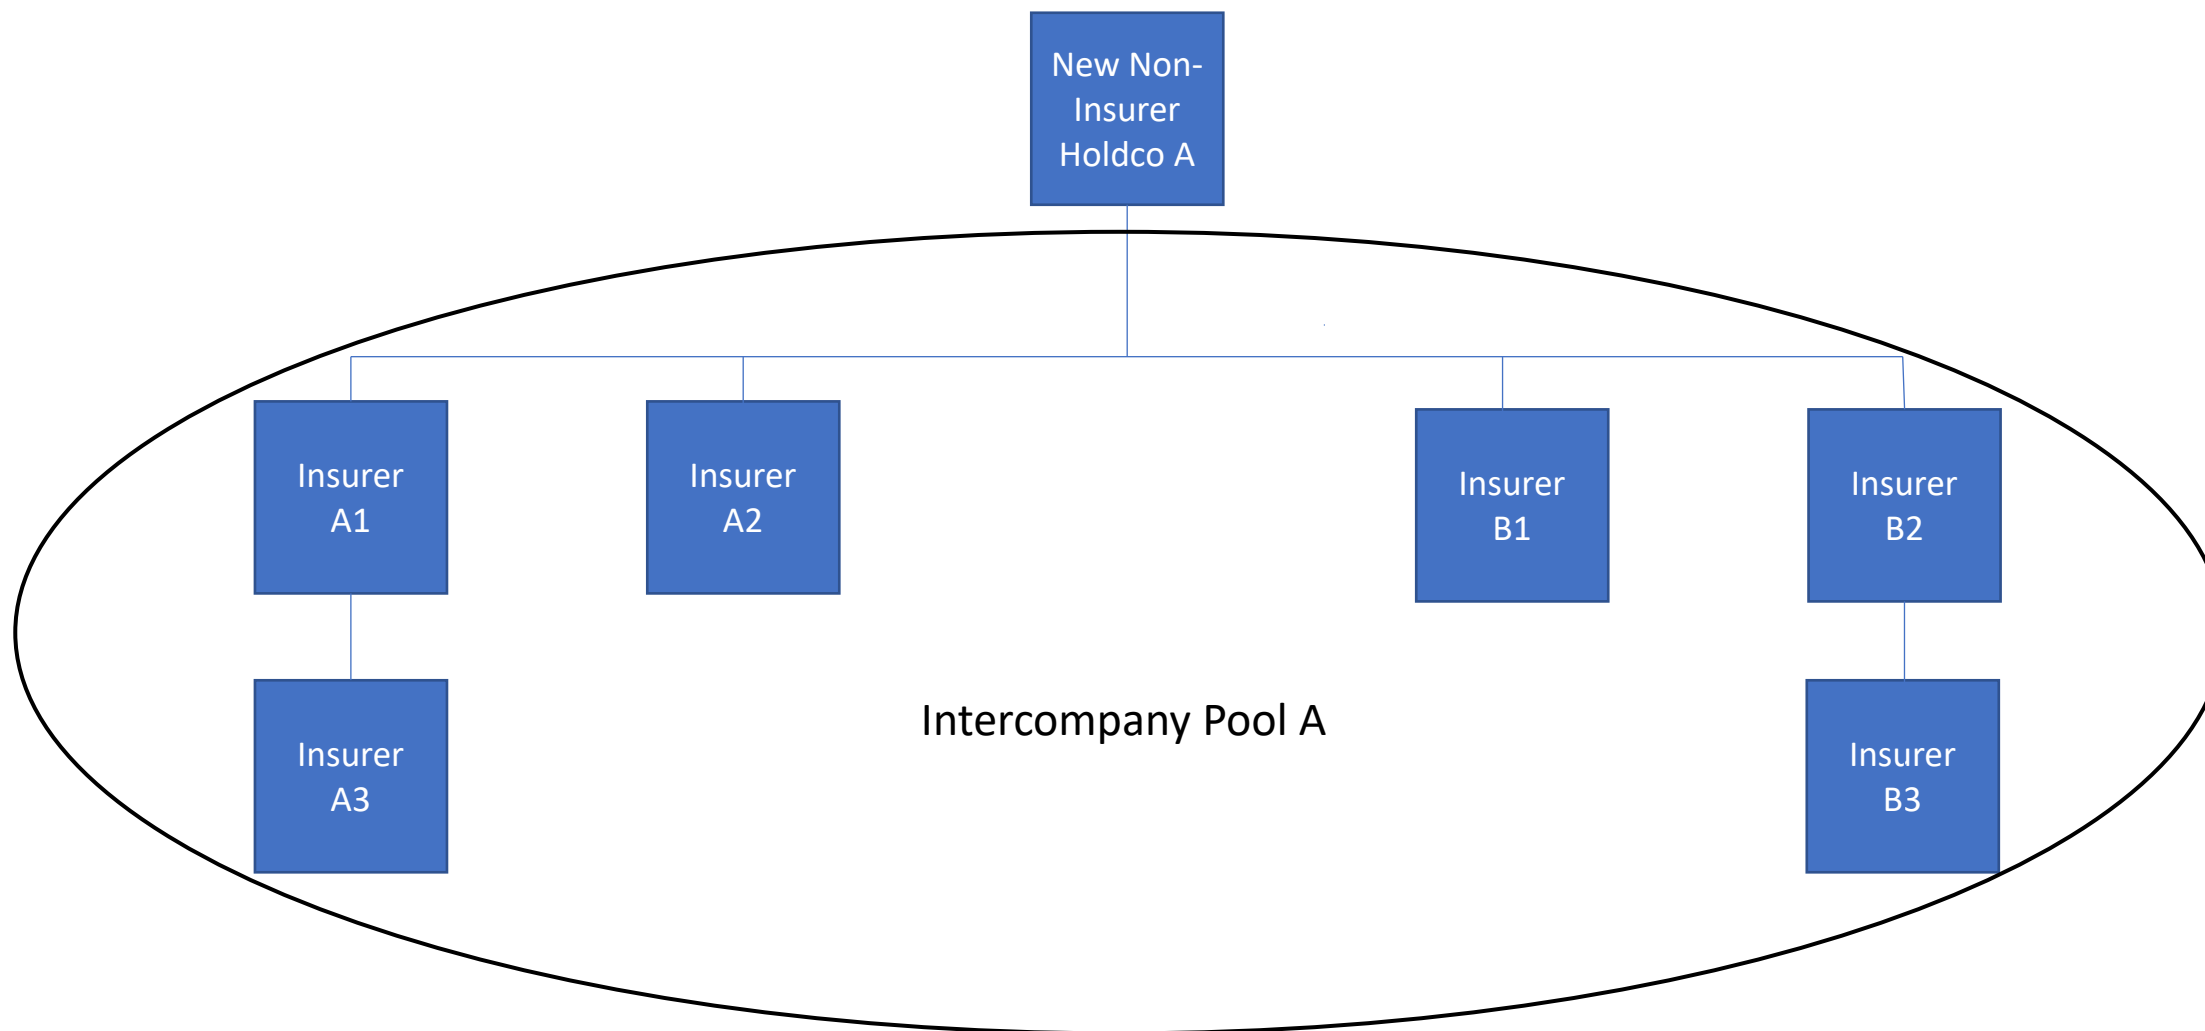 New Non-
Insurer
Holdco A
Insurer
A1
Insurer
A2
Insurer
B1
Insurer
B2
Intercompany Pool A
Insurer
A3
Insurer
B3